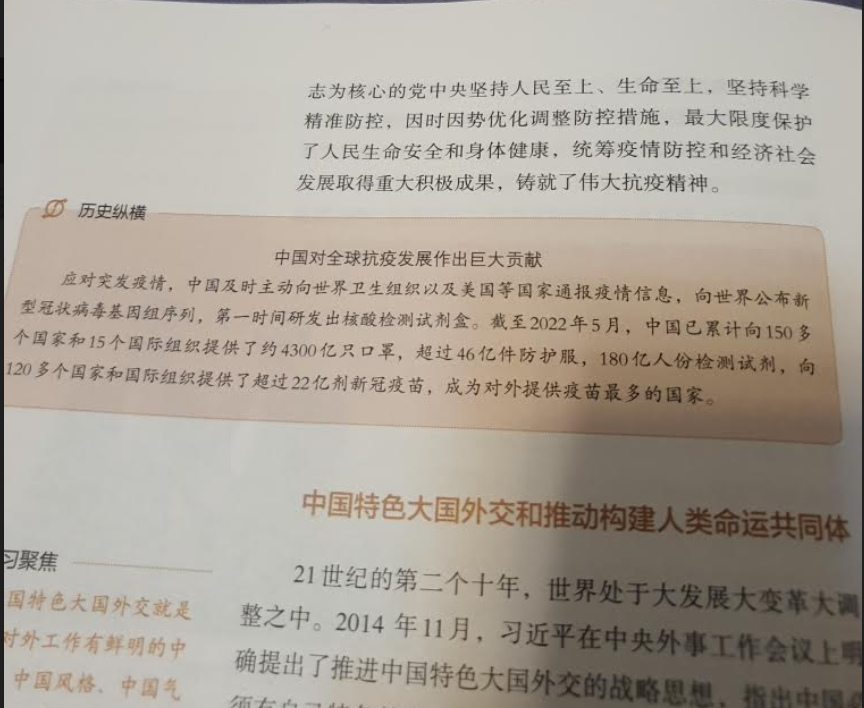 志为核心的党中央坚持人民至上、生命至上，坚持科学
精准防控，因时因势优化调整防控措施，最大限度保护
了人民生命安全和身体健康，统筹疫情防控和经济社会
发展取得重大积极成果，铸就了伟大抗疫精神。
历史纵横
中国对全球抗疫发展作出巨大贡献
应对突发疫情，中国及时主动向世界卫生组织以及美国等国家通报疫情信息，向世界公布新
型冠状病毒基因组序列，第一时间研发出核酸检测试剂盒。截至2022年5月，中国已累计向150多
个国家和15个国际组织提供了约4300亿只口罩，超过46亿件防护服，180亿人份检测试剂，向
120多个国家和国际组织提供了超过22亿剂新冠疫苗，成为对外提供疫苗最多的国家。
中国特色大国外交和推动构建人类命运共同体
习聚焦
国特色大国外交就是
对外工作有鲜明的中
中国风格、中国气
21世纪的第二个十年，世界处于大发展大变革大调
整之中。2014年11月，习近平在中央外事工作会议上明
确提出了推进中国特色大国外交的战略思想，指出中国必
须有自己特色